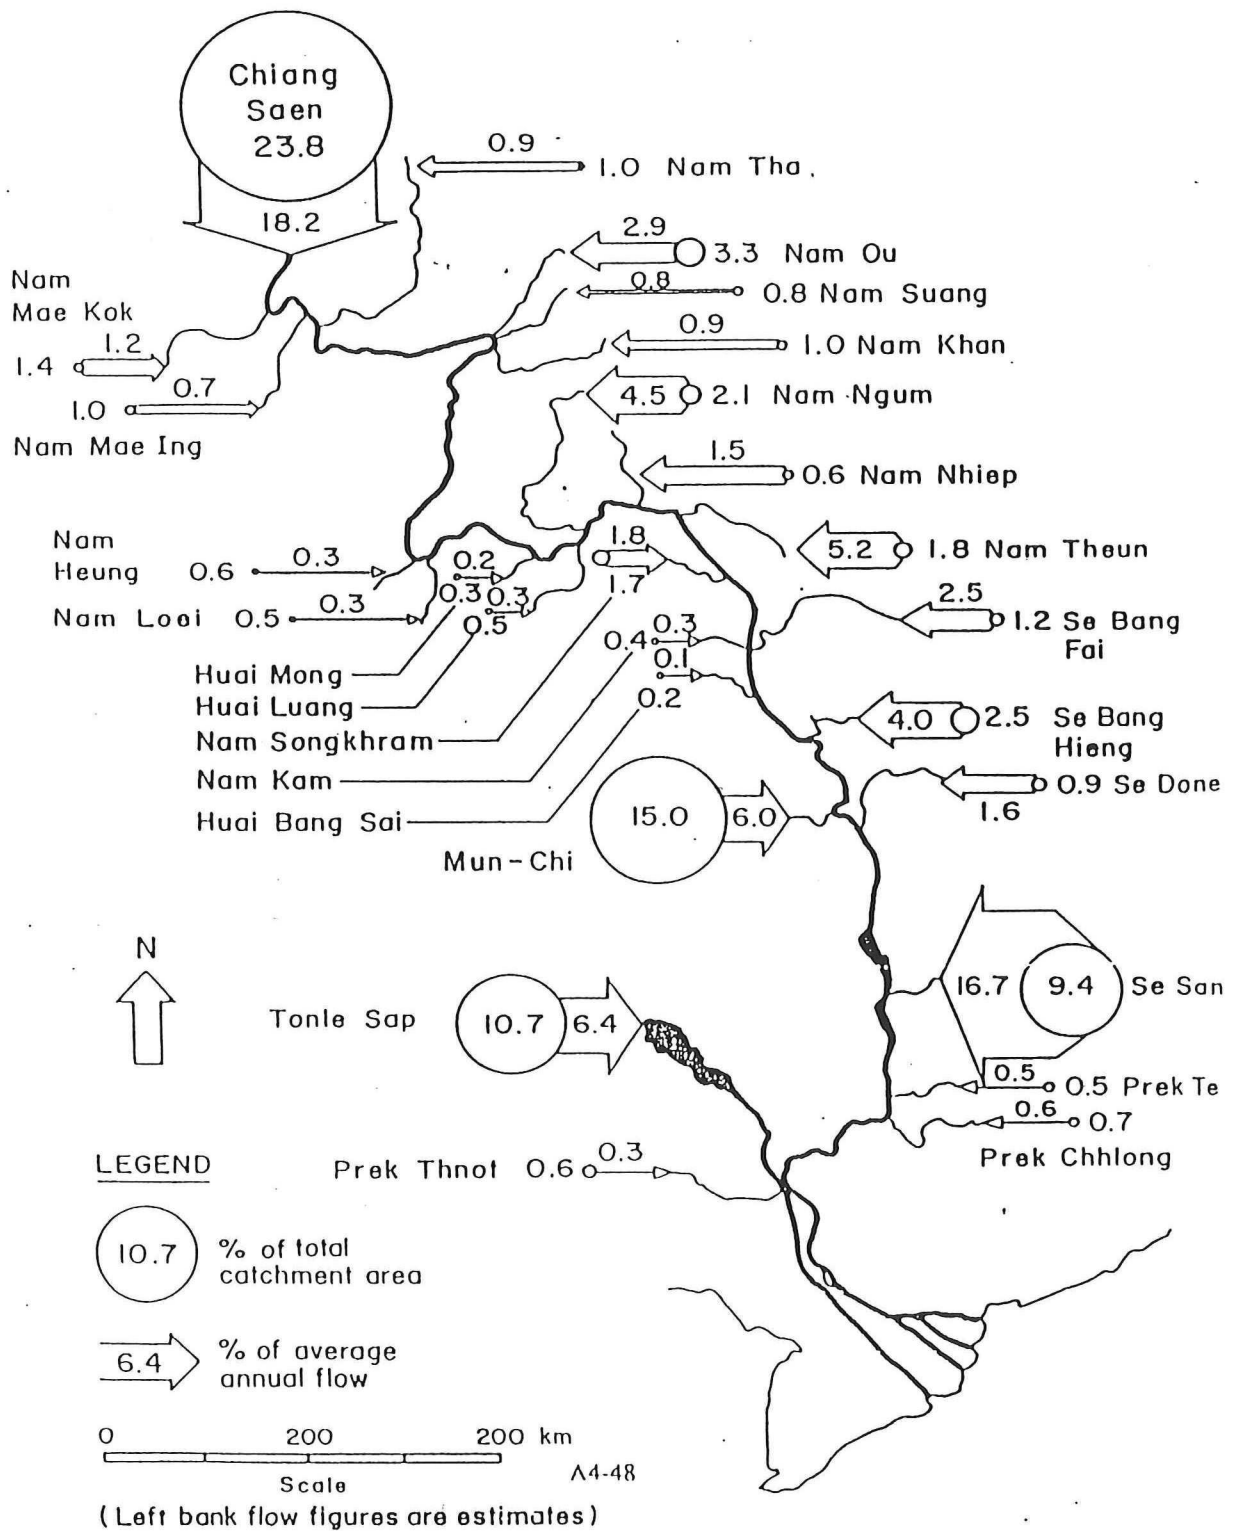 Chiang
Saen
23.8
18.2
0.9
1.0 Nam Tha
2.9
3.3 Nam Ou
0.8
0.8 Nam Suang
0.9
1.0 Nam Khan
4.5
2.1 Nam Ngum
1.5
0.6 Nam Nhiep
5.2
1.8 Nam Theun
2.5
1.2 Se Bang
Fai
4.0
2.5 Se Bang
Hieng
0.9 Se Done
1.6
Nam
Mae Kok
1.2
1.4
0.7
1.0
Nam Mae Ing
Nam
Heung 0.6
0.3
Nam Loei 0.5
0.3
0.2
0.3
0.3
0.5
1.8
1.7
0.3
0.4
0.1
0.2
Huai Mong
Huai Luang
Nam Songkhram
Nam Kam
Huai Bang Sai
15.0
6.0
Mun-Chi
16.7
9.4
Se San
0.5
0.5 Prek Te
0.6
0.7
Prek Chhlong
N
Tonle Sap
10.7
6.4
Prek Thnot 0.6
0.3
LEGEND
10.7
% of total
catchment area
6.4
% of average
annual flow
0 200 200 km
Scale
A4-48
(Left bank flow figures are estimates)